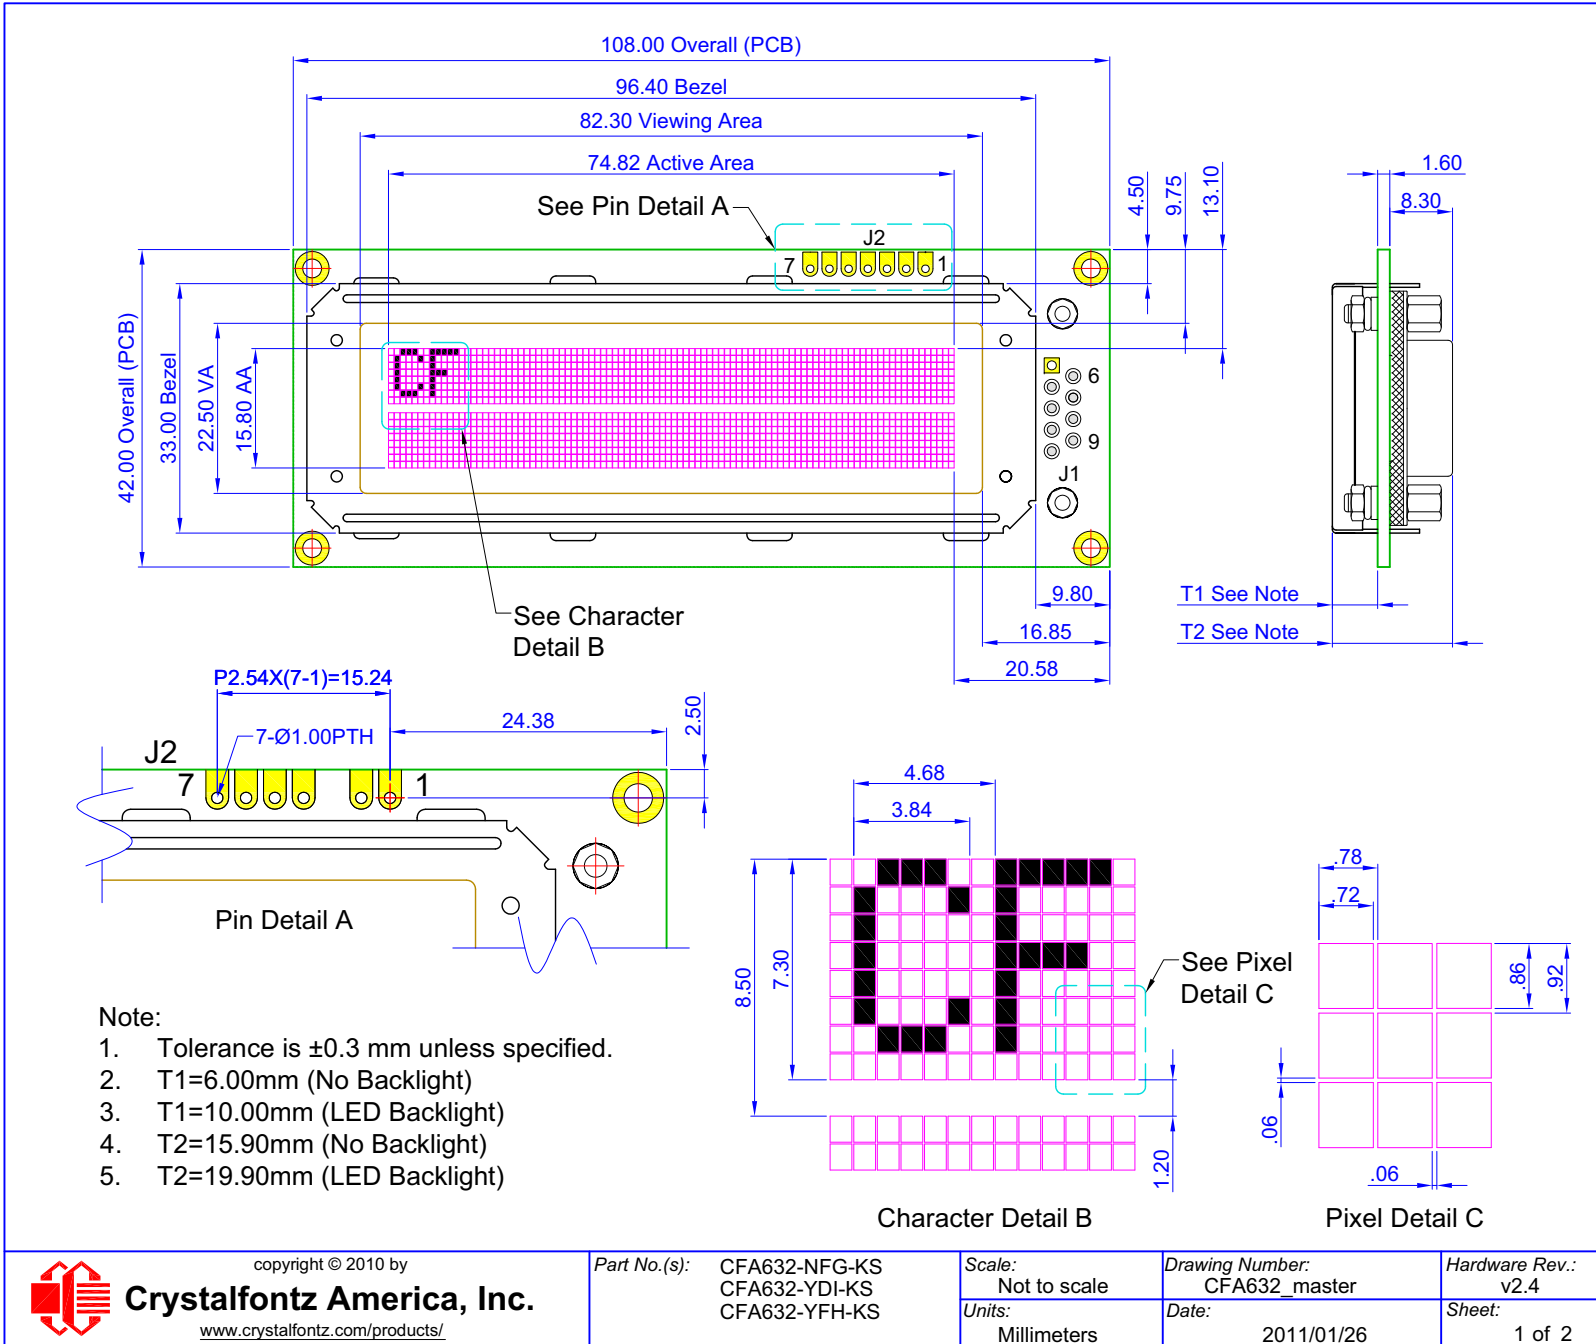 108.00 Overall (PCB)
96.40 Bezel
82.30 Viewing Area
74.82 Active Area
See Pin Detail A
J2
7
1
4.50
9.75
13.10
1.60
8.30
42.00 Overall (PCB)
33.00 Bezel
22.50 VA
15.80 AA
6
9
J1
9.80
16.85
20.58
T1 See Note
T2 See Note
See Character
Detail B
P2.54X(7-1)=15.24
24.38
2.50
7-Ø1.00PTH
J2
7
1
Pin Detail A
4.68
3.84
8.50
7.30
1.20
See Pixel
Detail C
Character Detail B
.78
.72
.86
.92
.06
.06
Pixel Detail C
Note:
1. Tolerance is ±0.3 mm unless specified.
2. T1=6.00mm (No Backlight)
3. T1=10.00mm (LED Backlight)
4. T2=15.90mm (No Backlight)
5. T2=19.90mm (LED Backlight)
copyright © 2010 by
Crystalfontz America, Inc.
www.crystalfontz.com/products/
Part No.(s):
CFA632-NFG-KS
CFA632-YDI-KS
CFA632-YFH-KS
Scale:
Not to scale
Units:
Millimeters
Drawing Number:
CFA632_master
Date:
2011/01/26
Hardware Rev.:
v2.4
Sheet:
1 of 2